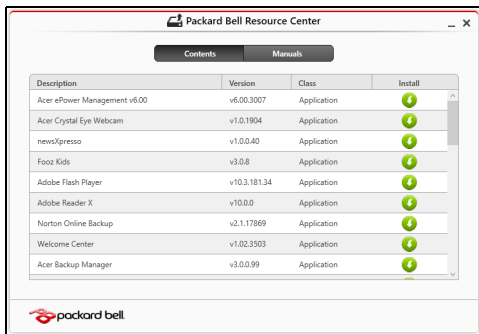 Packard Bell Resource Center
Contents Manuals
Description Version Class Install
Acer ePower Management v6.00 v6.00.3007 Application
Acer Crystal Eye Webcam v1.0.1904 Application
newsXpresso v1.0.0.40 Application
Fooz Kids v3.0.8 Application
Adobe Flash Player v10.3.181.34 Application
Adobe Reader X v10.0.0 Application
Norton Online Backup v2.1.17869 Application
Welcome Center v1.02.3503 Application
Acer Backup Manager v3.0.0.99 Application
packard bell.